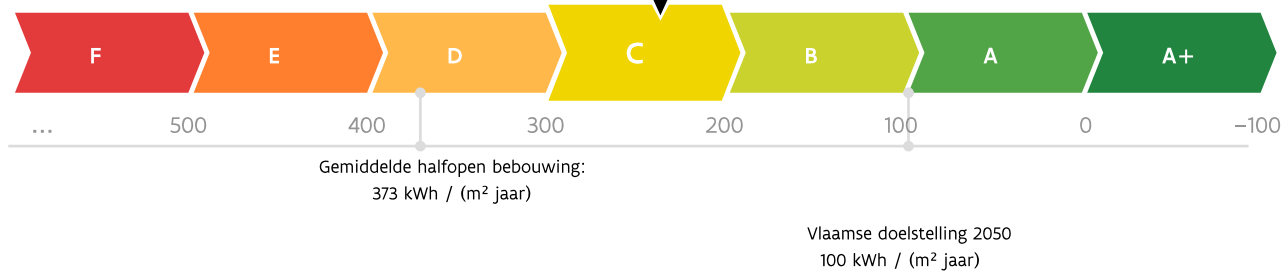 F E D C B A A+
... 500 400 300 200 100 0 –100
Gemiddelde halfopen bebouwing:
373 kWh / (m² jaar)
Vlaamse doelstelling 2050
100 kWh / (m² jaar)